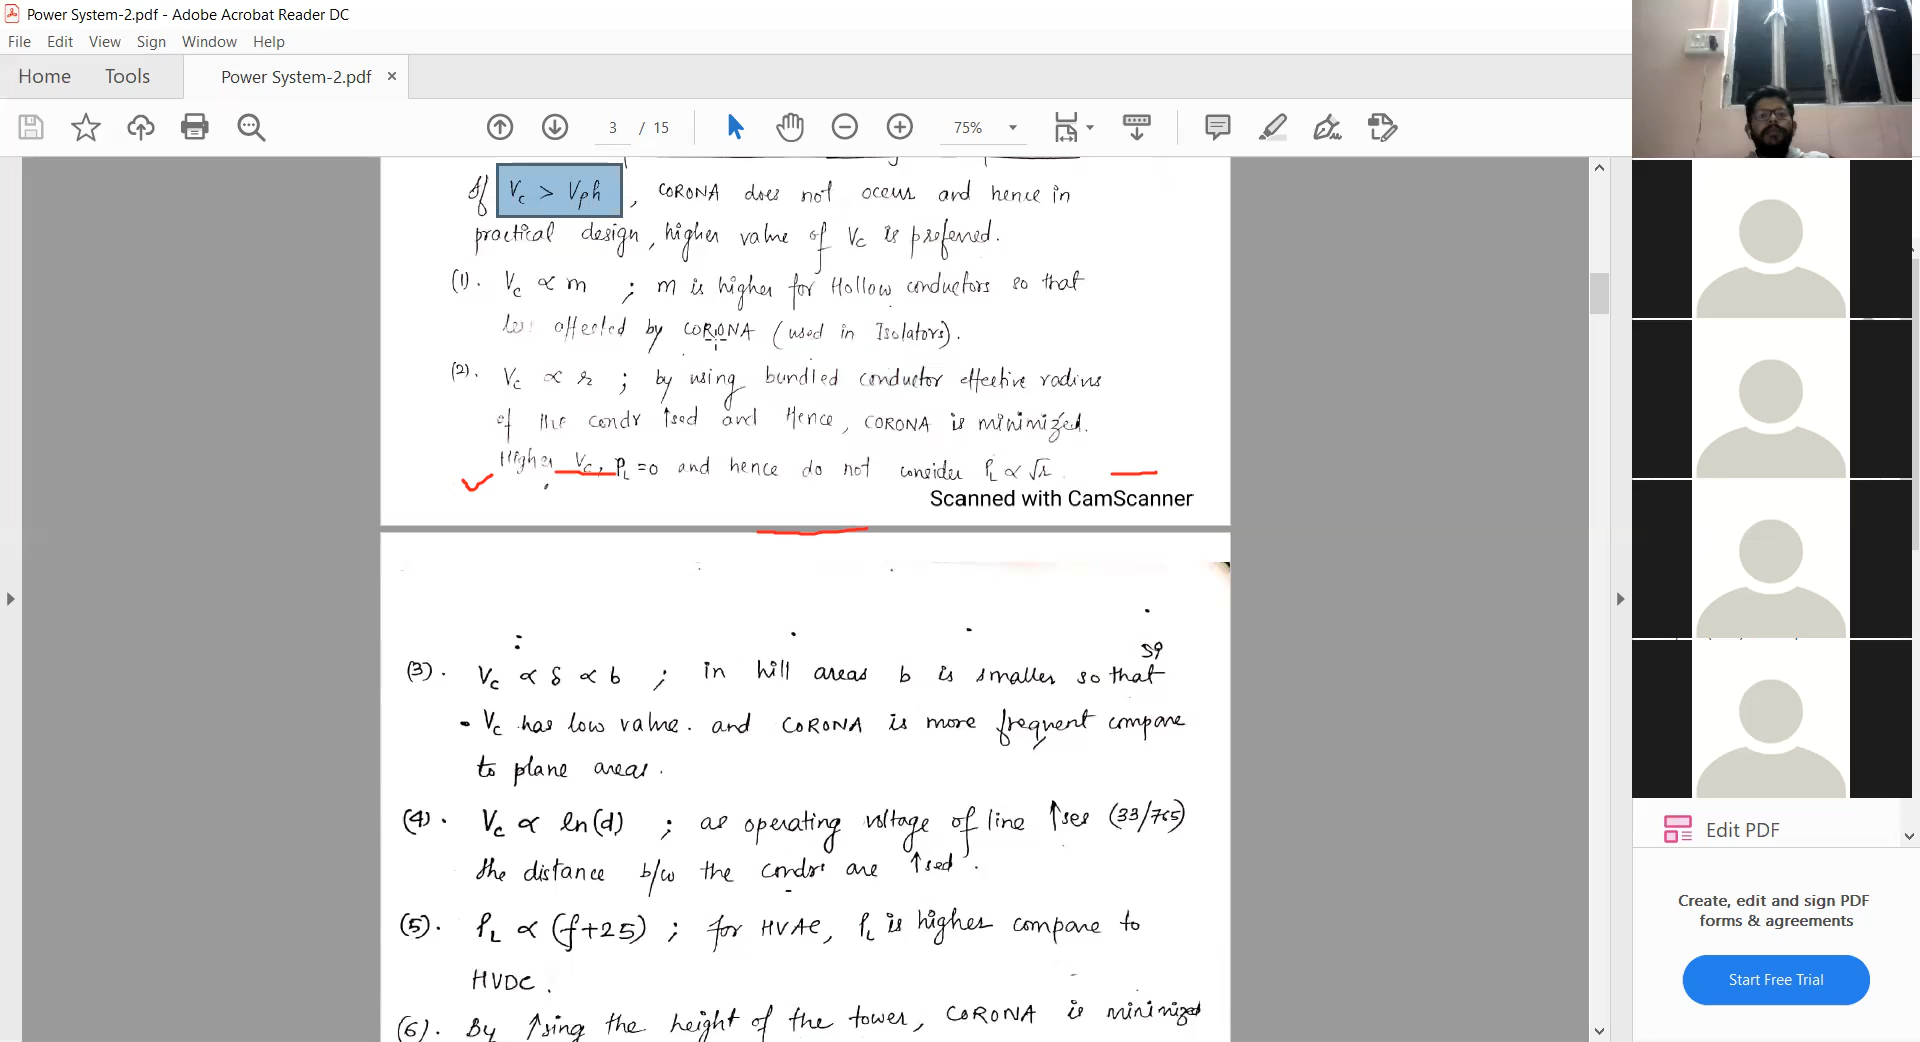 Power System-2.pdf - Adobe Acrobat Reader DC
File Edit View Sign Window Help
Home Tools Power System-2.pdf ×
3 / 15 75%
If Vc > Vph, CORONA does not occur and hence in
practical design, higher value of Vc is preferred.
(1). Vc ∝ m ; m is higher for Hollow conductors so that
less affected by CORONA (used in Isolators).
(2). Vc ∝ r ; by using bundled conductor effective radius
of the condr ↑sed and Hence, CORONA is minimized.
Higher Vc, PL =0 and hence do not consider PL ∝ √r.
Scanned with CamScanner
59
(3). Vc ∝ δ ∝ b ; in hill areas b is smaller so that
Vc has low value. and CORONA is more frequent compare
to plane areas.
(4). Vc ∝ ln(d) ; as operating voltage of line ↑ses (33/765)
the distance b/w the condrs are ↑sed.
(5). PL ∝ (f+25) ; for HVAC, PL is higher compare to
HVDC.
(6). By ↑sing the height of the tower, CORONA is minimized
Edit PDF
Create, edit and sign PDF
forms & agreements
Start Free Trial